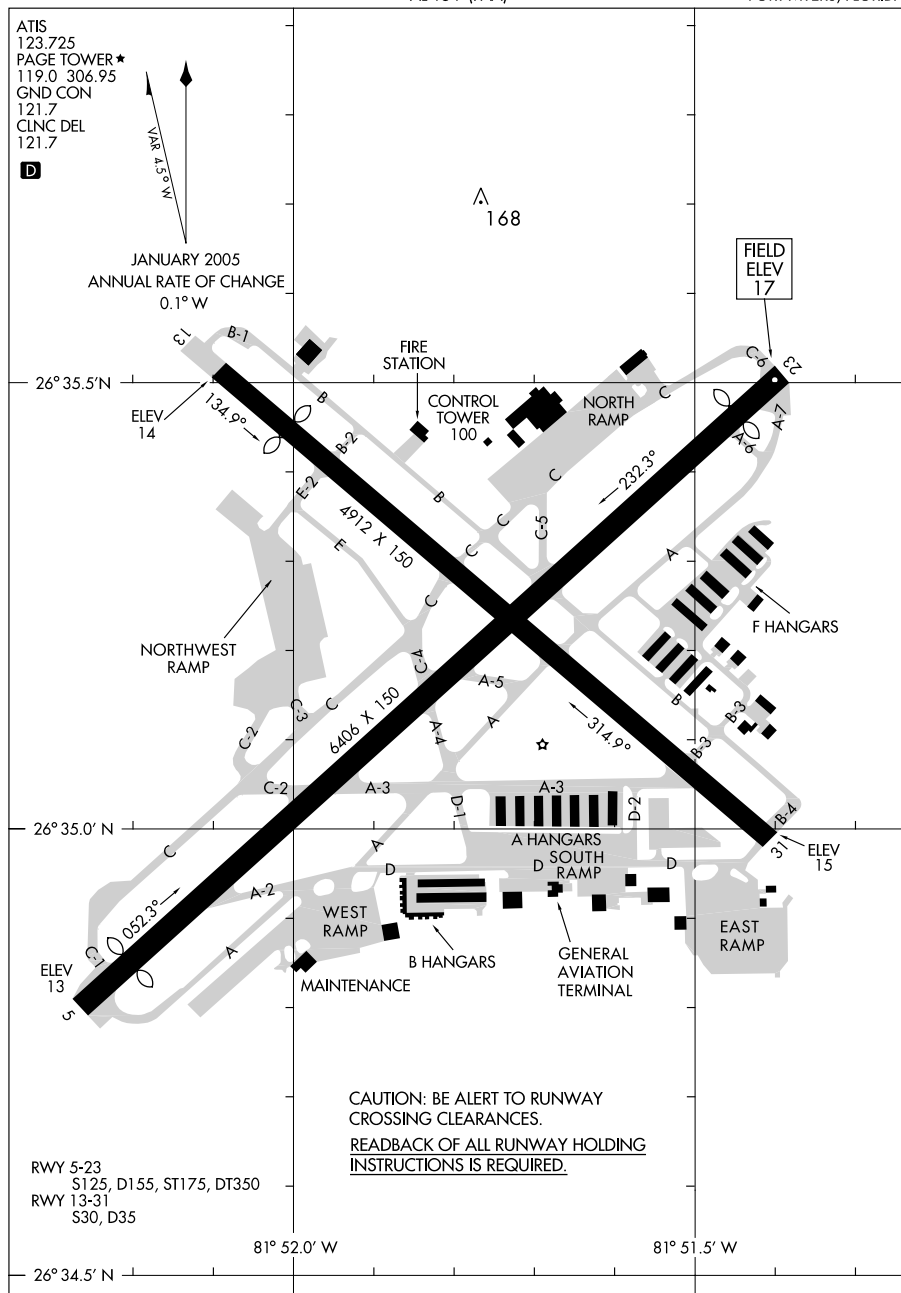 ATIS
123.725
PAGE TOWER★
119.0 306.95
GND CON
121.7
CLNC DEL
121.7
D
VAR 4.5° W
JANUARY 2005
ANNUAL RATE OF CHANGE
0.1° W
168
FIELD
ELEV
17
13
B-1
FIRE
STATION
C-6
23
26° 35.5' N
ELEV
14
134.9°
B
CONTROL
TOWER
100
NORTH
RAMP
C
A-7
A-6
B-2
E-2
232.3°
C
B
4912 X 150
C
C-5
E
C
A
C
F HANGARS
NORTHWEST
RAMP
C-4
A-5
C-3
C
B
6406 X 150
A
B-3
C-2
A-4
314.9°
B-3
C-2
A-3
A-3
D-1
D-2
B-4
26° 35.0' N
A HANGARS
31
ELEV
15
A
C
SOUTH
RAMP
D
D
D
A-2
052.3°
WEST
RAMP
EAST
RAMP
C-1
A
B HANGARS
GENERAL
AVIATION
TERMINAL
ELEV
13
MAINTENANCE
5
CAUTION: BE ALERT TO RUNWAY
CROSSING CLEARANCES.
READBACK OF ALL RUNWAY HOLDING
INSTRUCTIONS IS REQUIRED.
RWY 5-23
S125, D155, ST175, DT350
RWY 13-31
S30, D35
81° 52.0' W
81° 51.5' W
26° 34.5' N